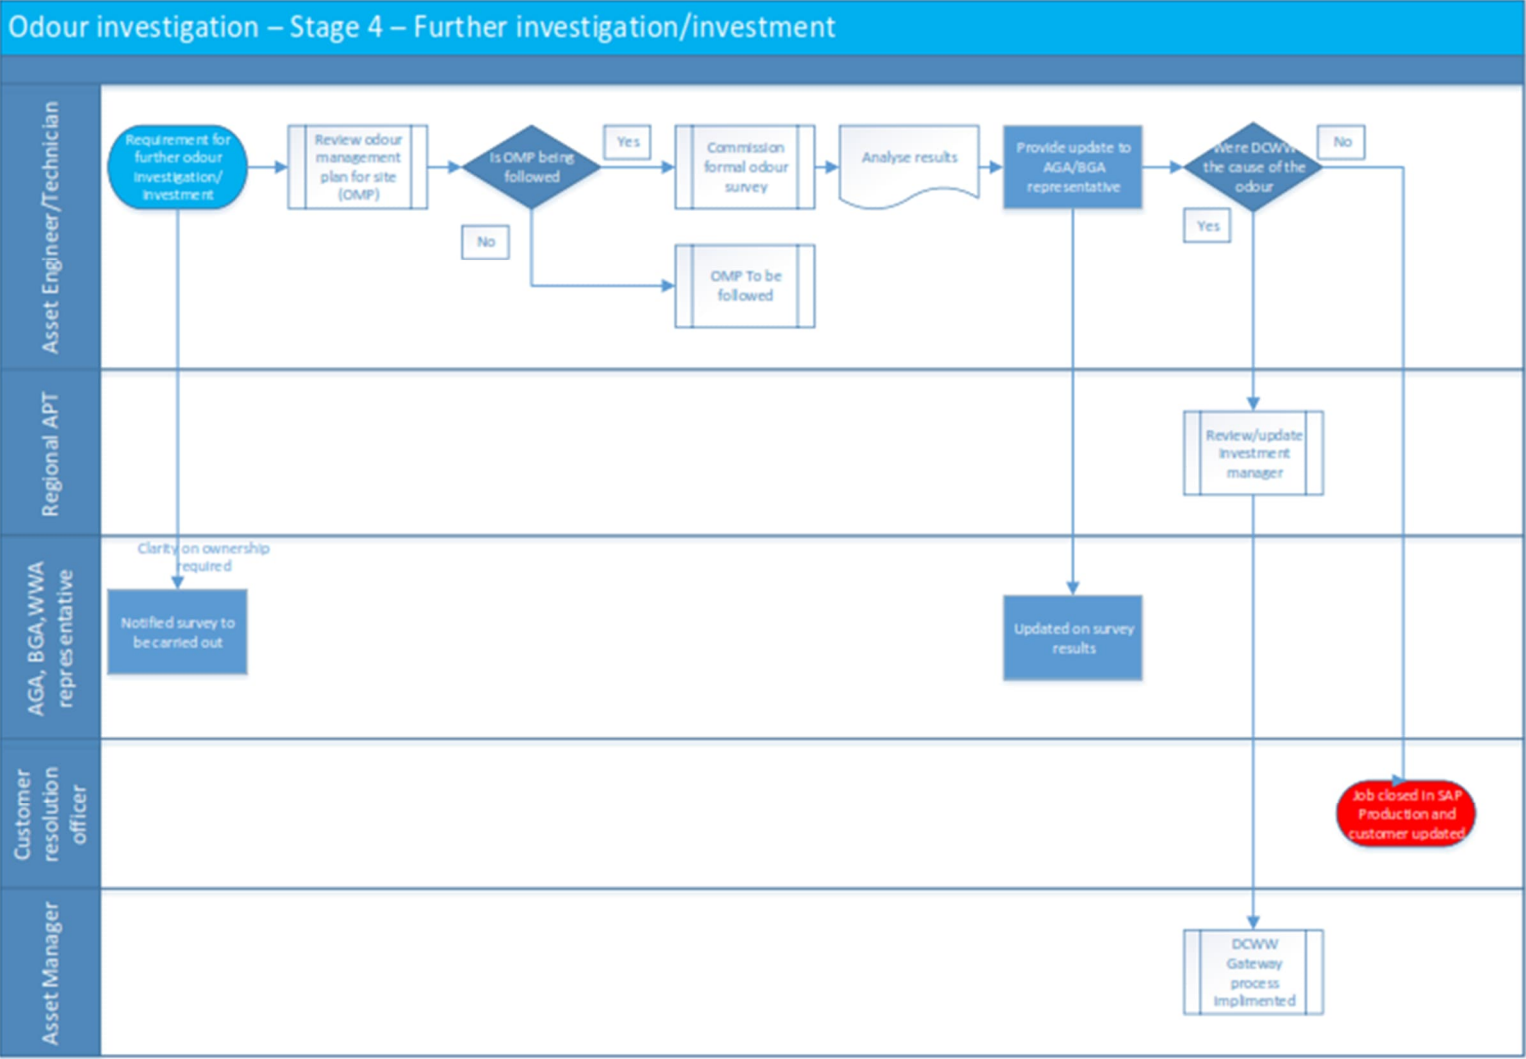 Odour investigation – Stage 4 – Further investigation/investment
Asset Engineer/Technician
Requirement for
further odour
investigation/
investment
Review odour
management
plan for site
(OMP)
Is OMP being
followed
Yes
No
Commission
formal odour
survey
OMP To be
followed
Analyse results
Provide update to
AGA/BGA
representative
Were DCWW
the cause of the
odour
No
Yes
Regional APT
Review/update
investment
manager
AGA, BGA,WWA
representative
Clarity on ownership
required
Notified survey to
be carried out
Updated on survey
results
Customer
resolution
officer
Job closed in SAP
Production and
customer updated
Asset Manager
DCWW
Gateway
process
implimented